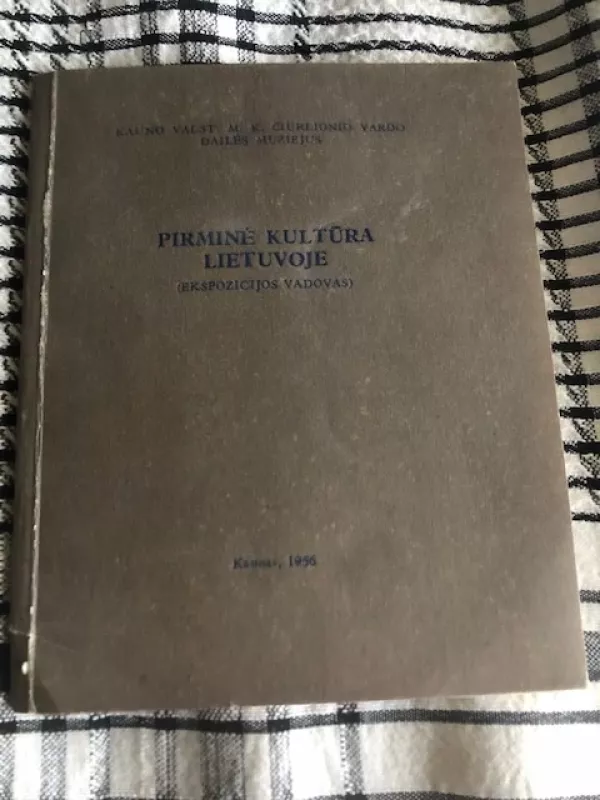 KAUNO VALST. M. K. ČIURLIONIO VARDO
DAILĖS MUZIEJUS
PIRMINĖ KULTŪRA
LIETUVOJE
(EKSPOZICIJOS VADOVAS)
Kaunas, 1956